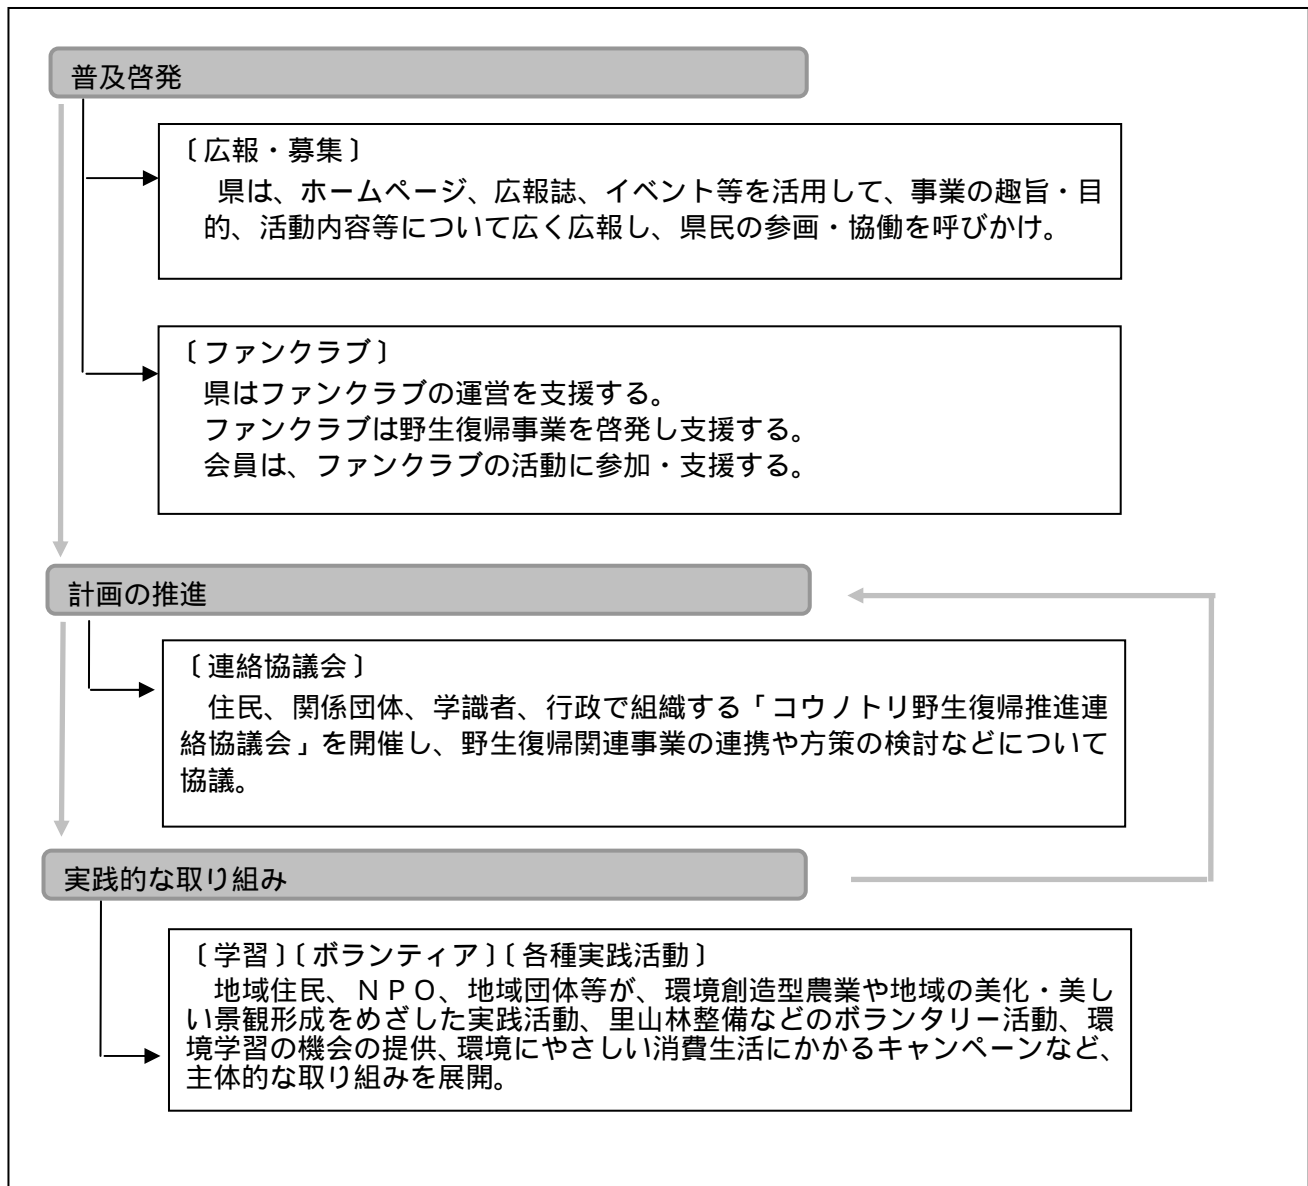 普及啓発
〔広報・募集〕
県は、ホームページ、広報誌、イベント等を活用して、事業の趣旨・目
的、活動内容等について広く広報し、県民の参画・協働を呼びかけ。
〔ファンクラブ〕
県はファンクラブの運営を支援する。
ファンクラブは野生復帰事業を啓発し支援する。
会員は、ファンクラブの活動に参加・支援する。
計画の推進
〔連絡協議会〕
住民、関係団体、学識者、行政で組織する「コウノトリ野生復帰推進連
絡協議会」を開催し、野生復帰関連事業の連携や方策の検討などについて
協議。
実践的な取り組み
〔学習〕〔ボランティア〕〔各種実践活動〕
地域住民、ＮＰＯ、地域団体等が、環境創造型農業や地域の美化・美し
い景観形成をめざした実践活動、里山林整備などのボランタリー活動、環
境学習の機会の提供、環境にやさしい消費生活にかかるキャンペーンなど、
主体的な取り組みを展開。